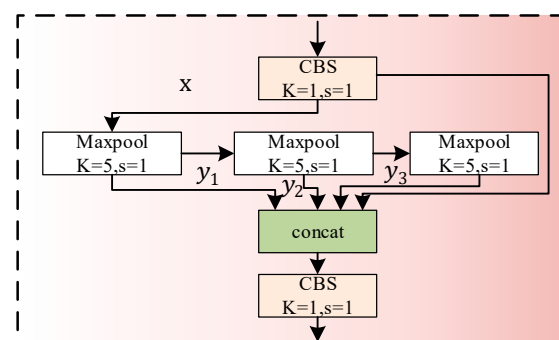 CBS
K=1,s=1
x
Maxpool
K=5,s=1
Maxpool
K=5,s=1
Maxpool
K=5,s=1
y₁
y₂
y₃
concat
CBS
K=1,s=1